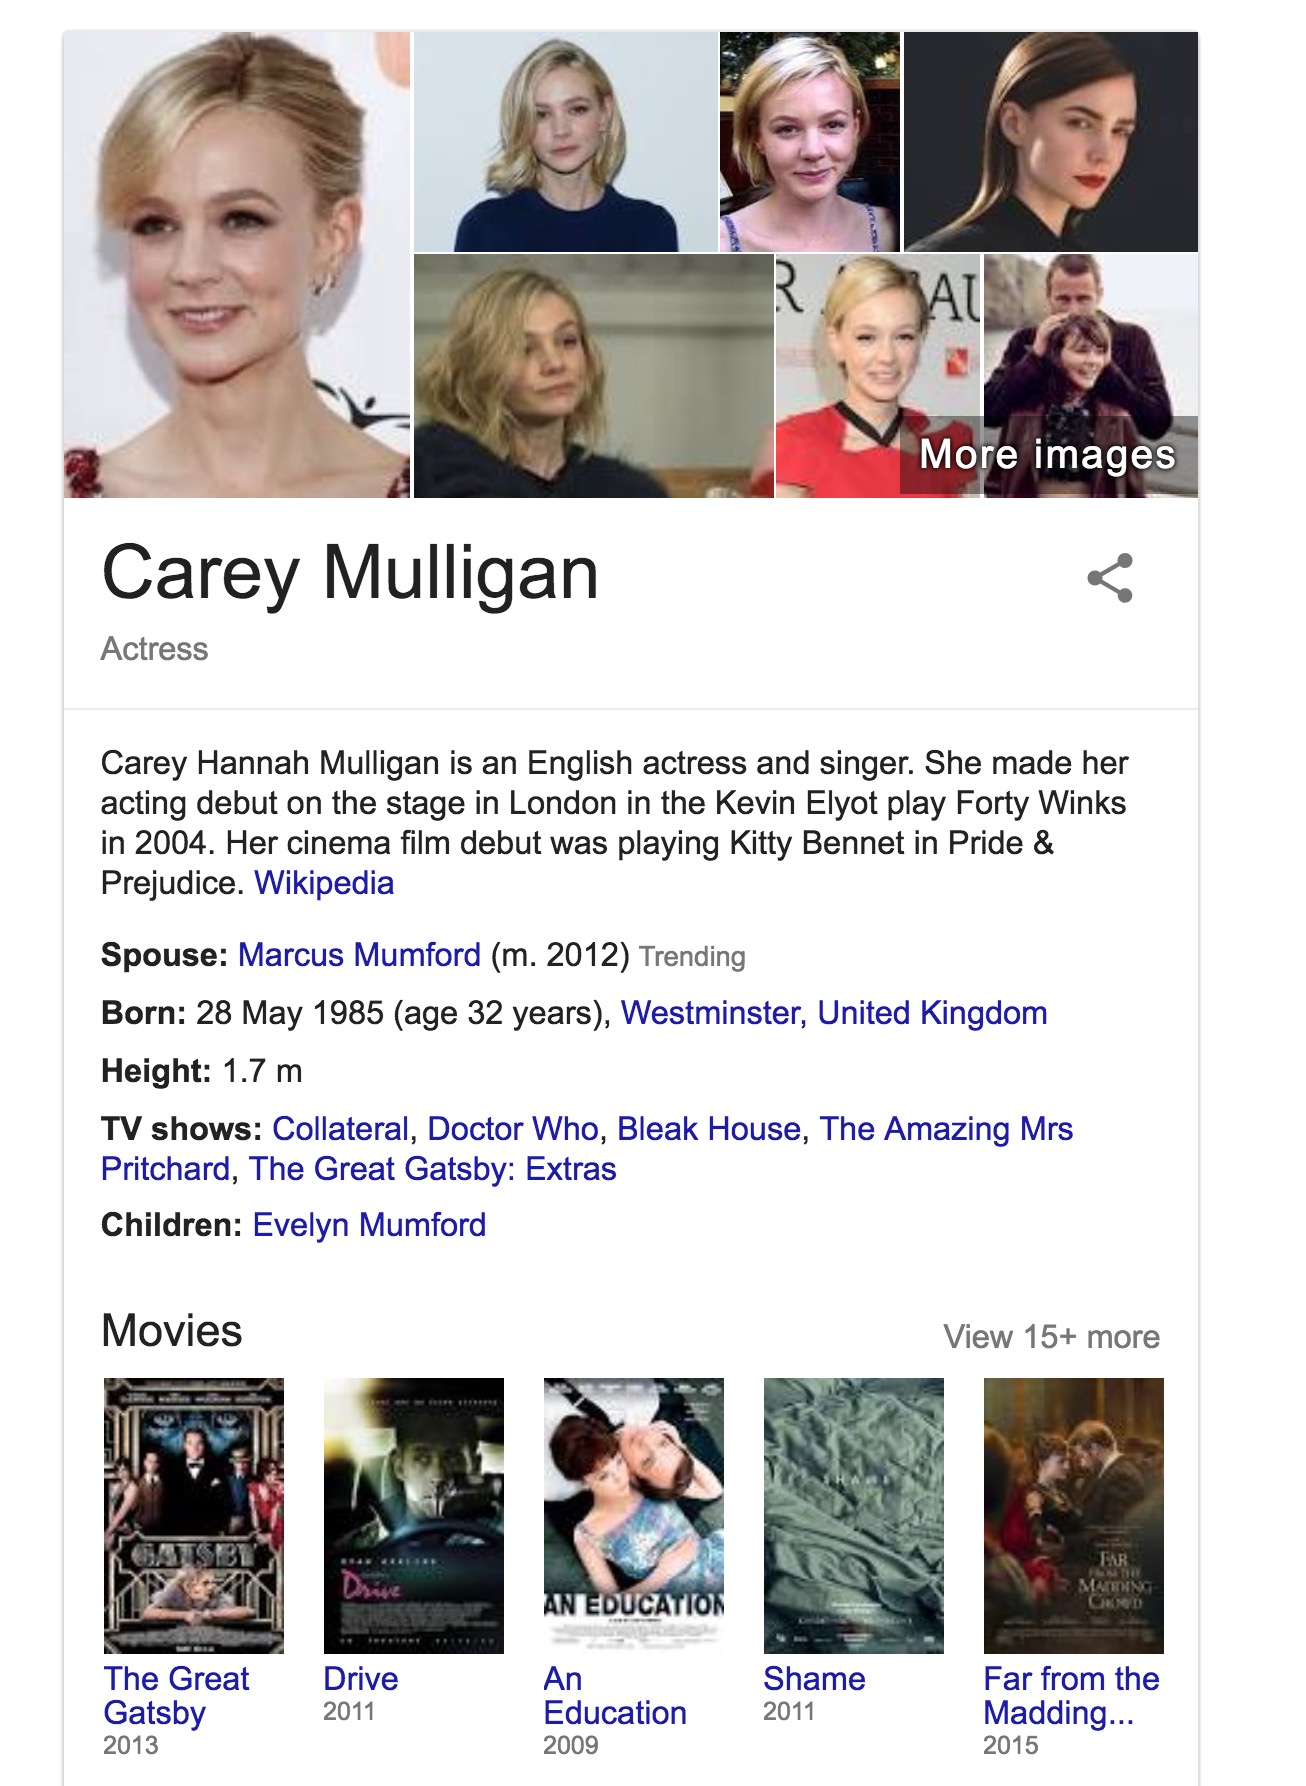 R A AU
More images
Carey Mulligan
Actress
Carey Hannah Mulligan is an English actress and singer. She made her
acting debut on the stage in London in the Kevin Elyot play Forty Winks
in 2004. Her cinema film debut was playing Kitty Bennet in Pride &
Prejudice. Wikipedia
Spouse: Marcus Mumford (m. 2012) Trending
Born: 28 May 1985 (age 32 years), Westminster, United Kingdom
Height: 1.7 m
TV shows: Collateral, Doctor Who, Bleak House, The Amazing Mrs
Pritchard, The Great Gatsby: Extras
Children: Evelyn Mumford
Movies View 15+ more
GATSBY
Drive
AN EDUCATION
SHAME
FAR
FROM THE
MADDING
CROWD
The Great
Gatsby
2013
Drive
2011
An
Education
2009
Shame
2011
Far from the
Madding...
2015